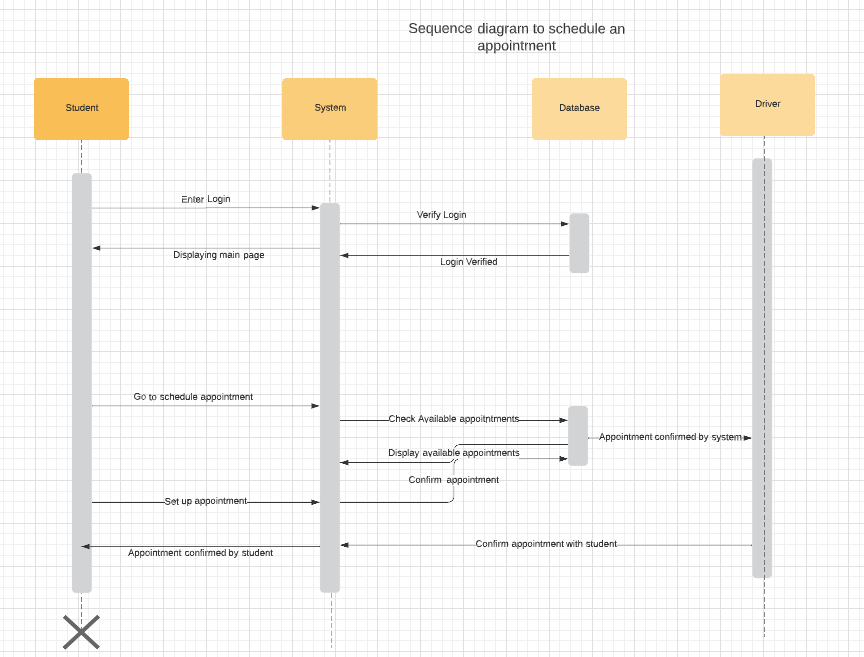 Sequence diagram to schedule an
appointment
Student
System
Database
Driver
Enter Login
Verify Login
Displaying main page
Login Verified
Go to schedule appointment
Check Available appoitntments
Appointment confirmed by system
Display available appointments
Confirm appointment
Set up appointment
Confirm appointment with student
Appointment confirmed by student